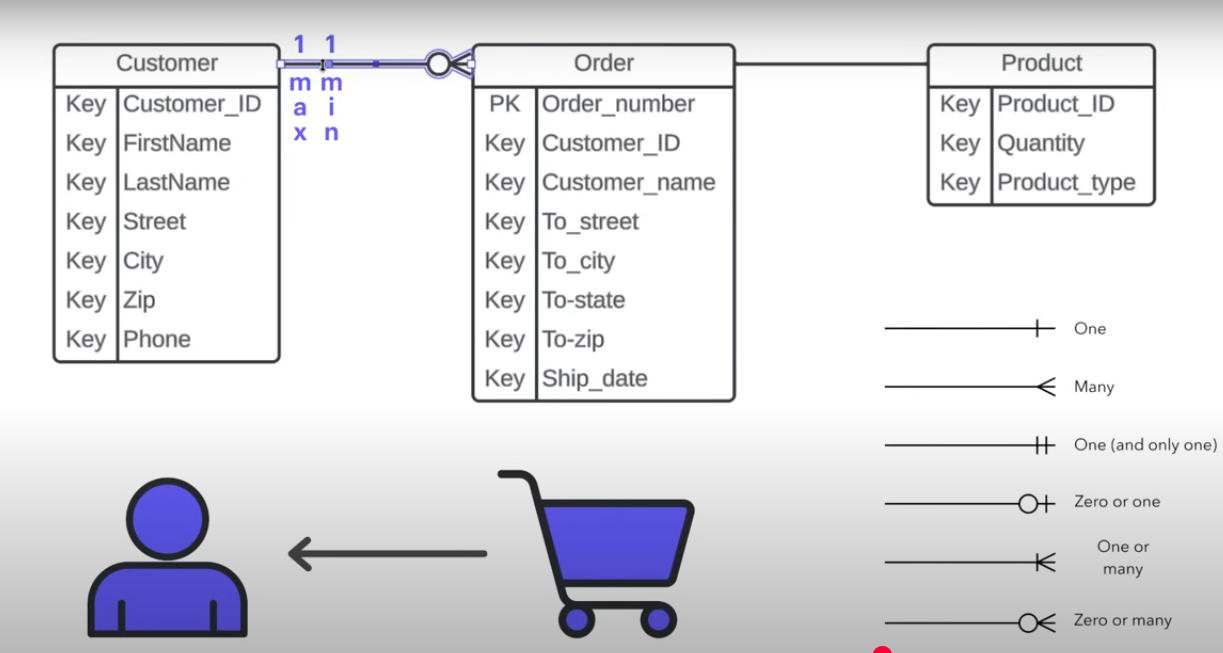 1 1
max min
Customer
Key Customer_ID
Key FirstName
Key LastName
Key Street
Key City
Key Zip
Key Phone
Order
PK Order_number
Key Customer_ID
Key Customer_name
Key To_street
Key To_city
Key To-state
Key To-zip
Key Ship_date
Product
Key Product_ID
Key Quantity
Key Product_type
One
Many
One (and only one)
Zero or one
One or
many
Zero or many